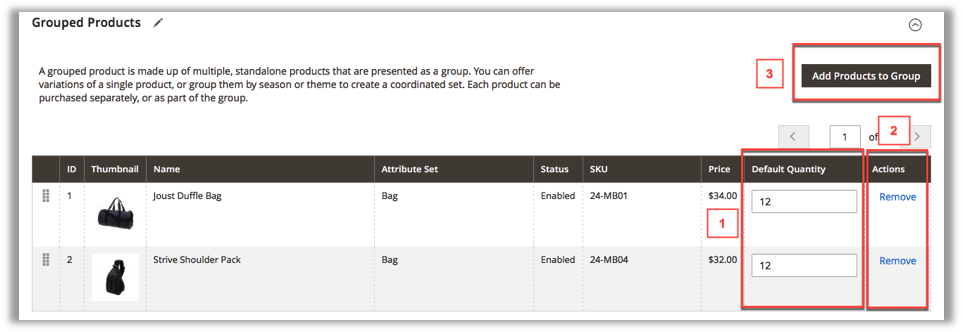 Grouped Products
A grouped product is made up of multiple, standalone products that are presented as a group. You can offer
variations of a single product, or group them by season or theme to create a coordinated set. Each product can be
purchased separately, or as part of the group.
3
Add Products to Group
1 of
2
ID Thumbnail Name Attribute Set Status SKU Price Default Quantity Actions
1 Joust Duffle Bag Bag Enabled 24-MB01 $34.00 12 Remove
1
2 Strive Shoulder Pack Bag Enabled 24-MB04 $32.00 12 Remove